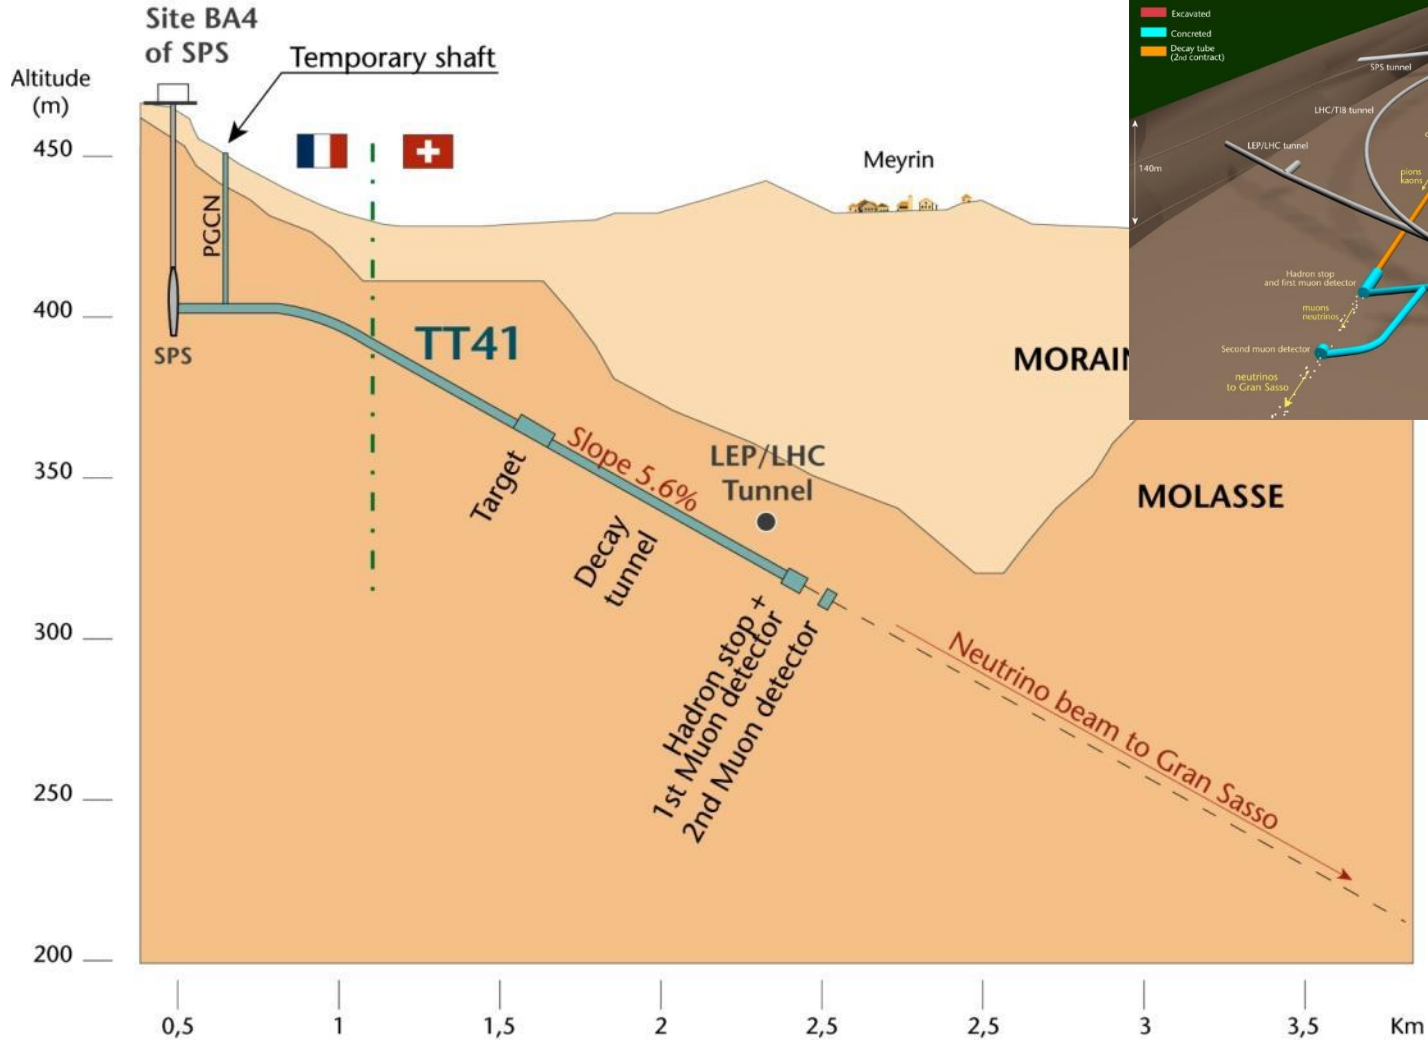 Site BA4
of SPS
Temporary shaft
Altitude
(m)
450
400
350
300
250
200
PGCN
SPS
TT41
Meyrin
MORAIN
MOLASSE
LEP/LHC
Tunnel
Target
Slope 5.6%
Decay
tunnel
Hadron stop +
1st Muon detector
2nd Muon detector
Neutrino beam to Gran Sasso
0,5
1
1,5
2
2,5
2,5
3
3,5
Km
Excavated
Concreted
Decay tube
(2nd contract)
SPS tunnel
LHC/TI8 tunnel
LEP/LHC tunnel
140m
pions
kaons
Hadron stop
and first muon detector
muons
neutrinos
Second muon detector
neutrinos
to Gran Sasso